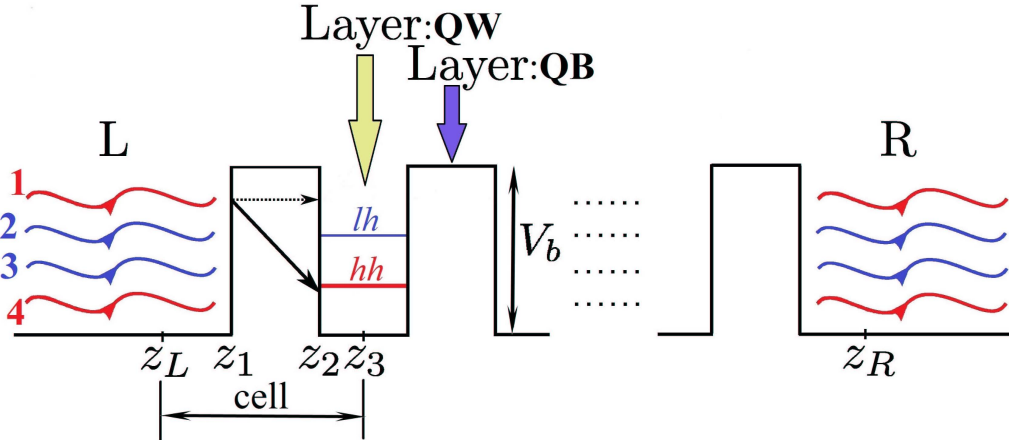 Layer:QW
Layer:QB
L
R
1
2
3
4
lh
hh
V_b
z_L z_1 z_2 z_3 z_R
cell